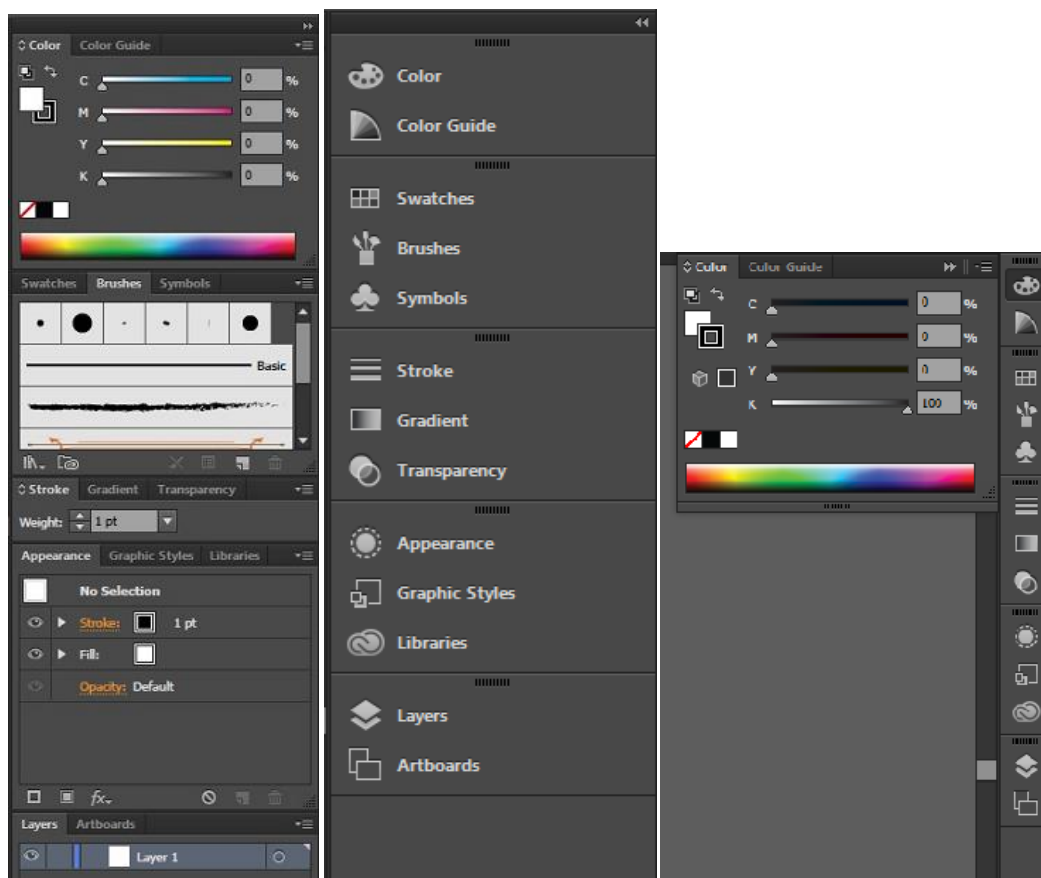 Color Color Guide
C 0 %
M 0 %
Y 0 %
K 0 %
Swatches Brushes Symbols
Basic
Stroke Gradient Transparency
Weight: 1 pt
Appearance Graphic Styles Libraries
No Selection
Stroke: 1 pt
Fill:
Opacity: Default
fx
Layers Artboards
Layer 1
Color
Color Guide
Swatches
Brushes
Symbols
Stroke
Gradient
Transparency
Appearance
Graphic Styles
Libraries
Layers
Artboards
Color Color Guide
C 0 %
M 0 %
Y 0 %
K 100 %